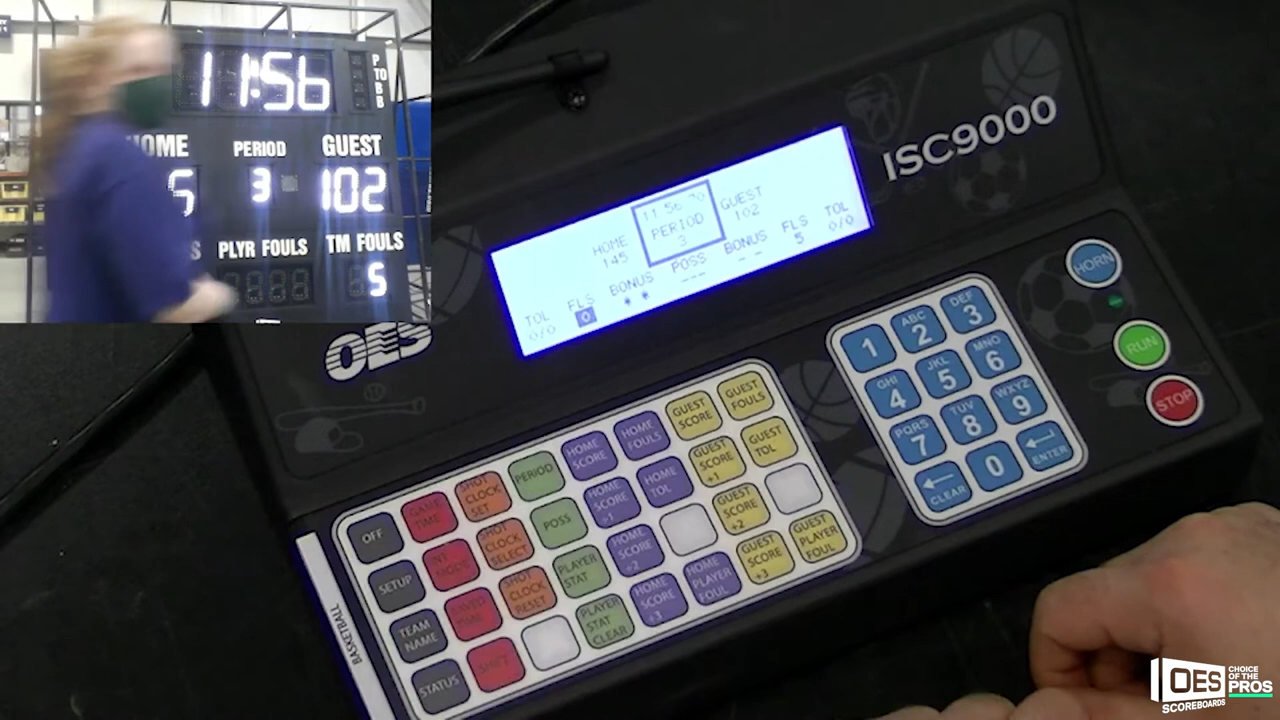 11:56
P
TO
B
B
HOME
PERIOD
GUEST
5
3
102
PLYR FOULS
TM FOULS
5
OES
ISC9000
11:56
HOME
145
PERIOD
3
GUEST
102
TOL
0/0
FLS
0
BONUS
POSS
---
BONUS
--
FLS
5
TOL
0/0
OFF
GAME TIME
SHOT CLOCK SET
PERIOD
HOME SCORE
HOME FOULS
GUEST SCORE
GUEST FOULS
SETUP
INT. MODE
SHOT CLOCK SELECT
POSS
HOME SCORE +1
HOME TOL
GUEST SCORE +1
GUEST TOL
TEAM NAME
SAVED TIME
SHOT CLOCK RESET
PLAYER STAT
HOME SCORE +2
GUEST SCORE +2
STATUS
SHIFT
PLAYER STAT CLEAR
HOME SCORE +3
HOME PLAYER FOUL
GUEST SCORE +3
GUEST PLAYER FOUL
BASKETBALL
1
ABC 2
DEF 3
GHI 4
JKL 5
MNO 6
PQRS 7
TUV 8
WXYZ 9
CLEAR
0
ENTER
HORN
RUN
STOP
OES
SCOREBOARDS
CHOICE
OF THE
PROS